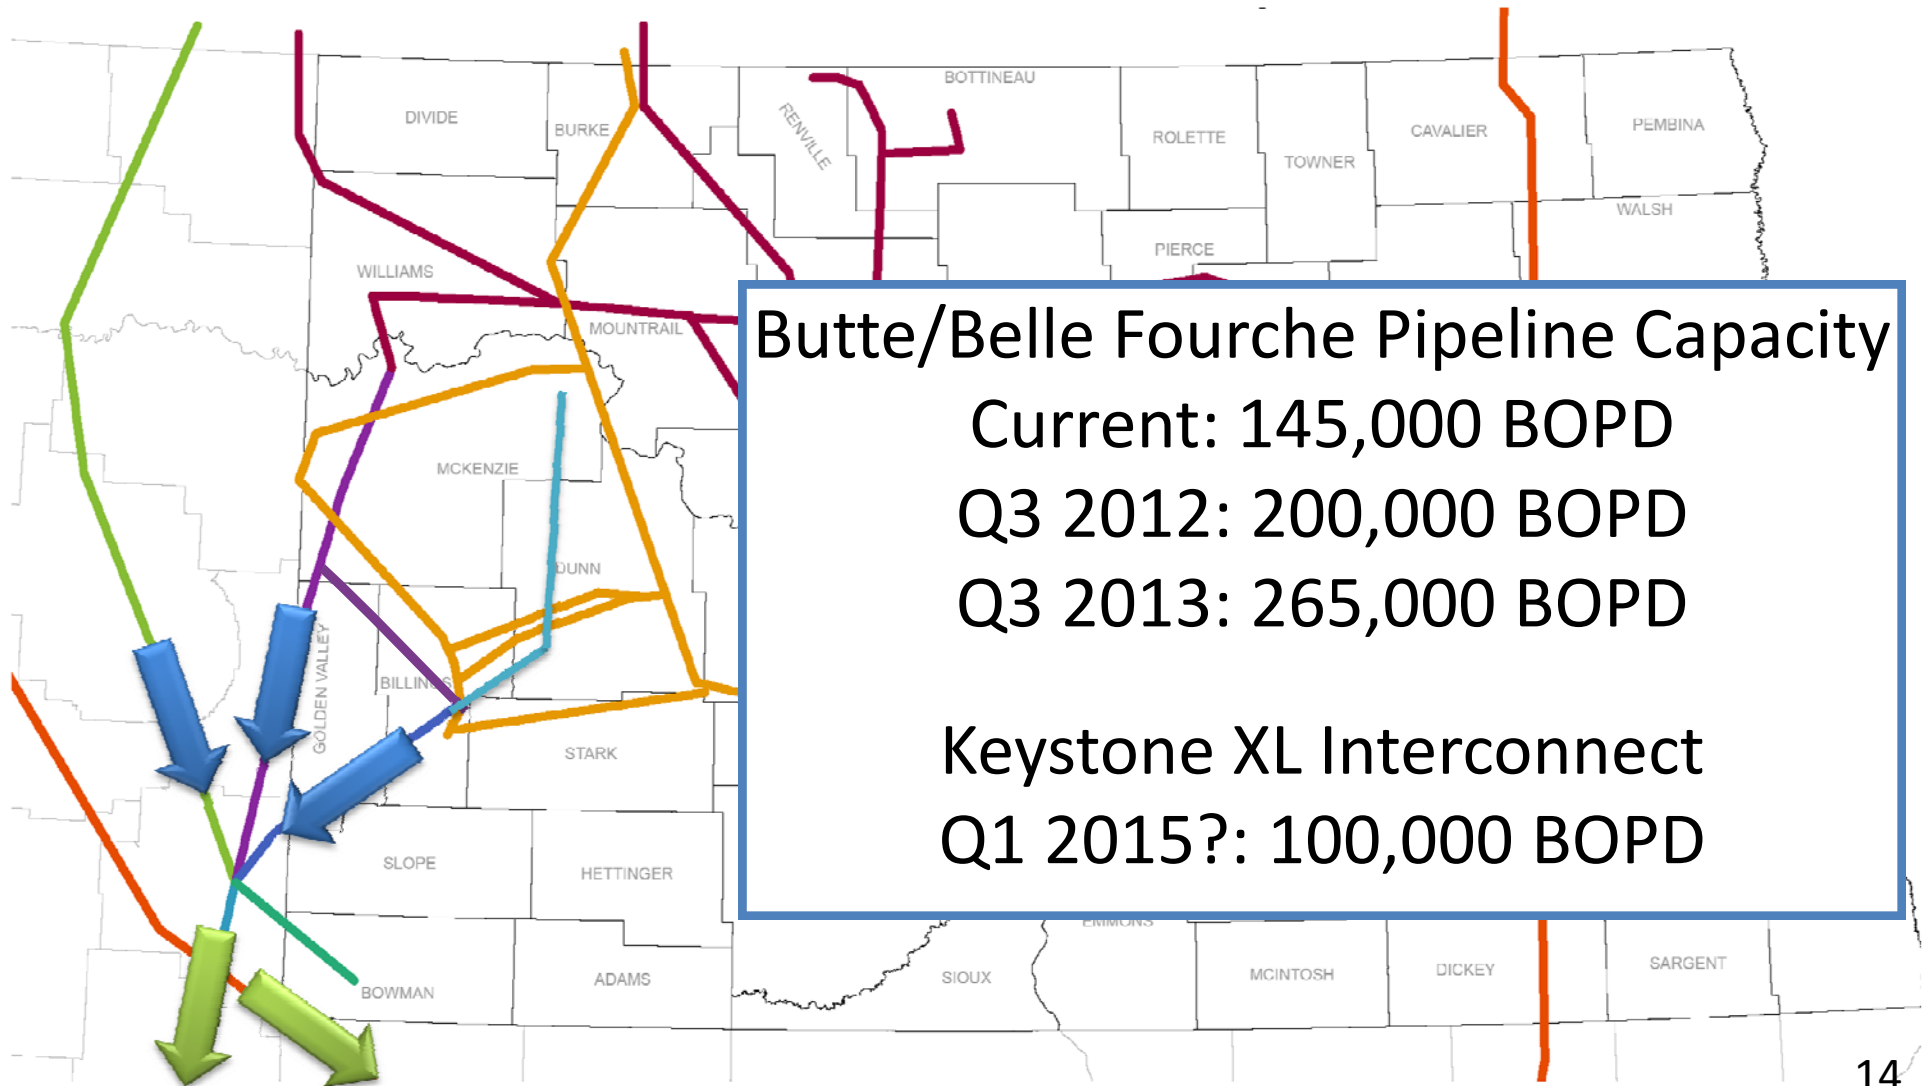 BOTTINEAU
DIVIDE
BURKE
RENVILLE
ROLETTE
TOWNER
CAVALIER
PEMBINA
WALSH
PIERCE
WILLIAMS
MOUNTRAIL
Butte/Belle Fourche Pipeline Capacity
Current: 145,000 BOPD
Q3 2012: 200,000 BOPD
Q3 2013: 265,000 BOPD
Keystone XL Interconnect
Q1 2015?: 100,000 BOPD
MCKENZIE
DUNN
GOLDEN VALLEY
BILLINGS
STARK
SLOPE
HETTINGER
EMMONS
BOWMAN
ADAMS
SIOUX
MCINTOSH
DICKEY
SARGENT
14